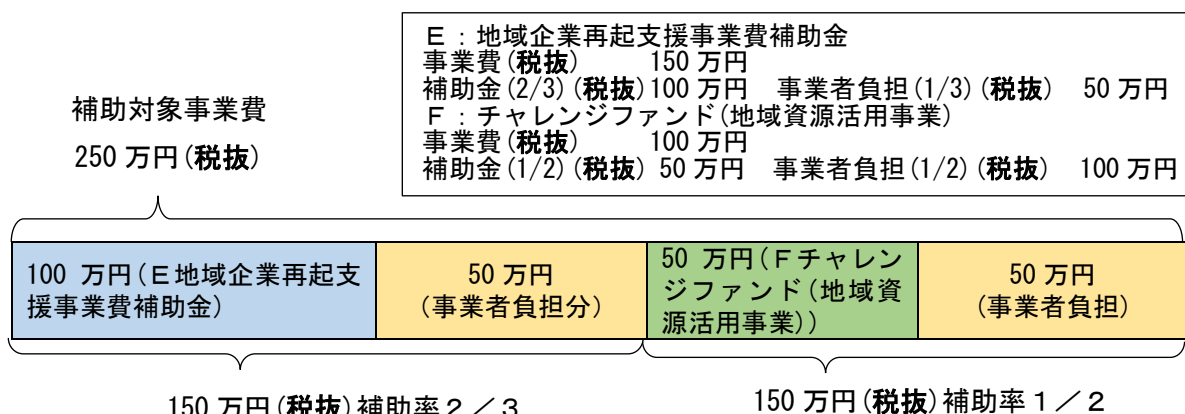 E：地域企業再起支援事業費補助金
事業費(税抜)　150 万円
補助金(2/3)(税抜)100 万円　事業者負担(1/3)(税抜)　50 万円
F：チャレンジファンド(地域資源活用事業)
事業費(税抜)　100 万円
補助金(1/2)(税抜) 50 万円　事業者負担(1/2)(税抜)　100 万円
補助対象事業費
250 万円(税抜)
100 万円(E地域企業再起支
援事業費補助金)
50 万円
(事業者負担分)
50 万円(Fチャレン
ジファンド(地域資
源活用事業))
50 万円
(事業者負担)
150 万円(税抜)補助率2／3
150 万円(税抜)補助率1／2